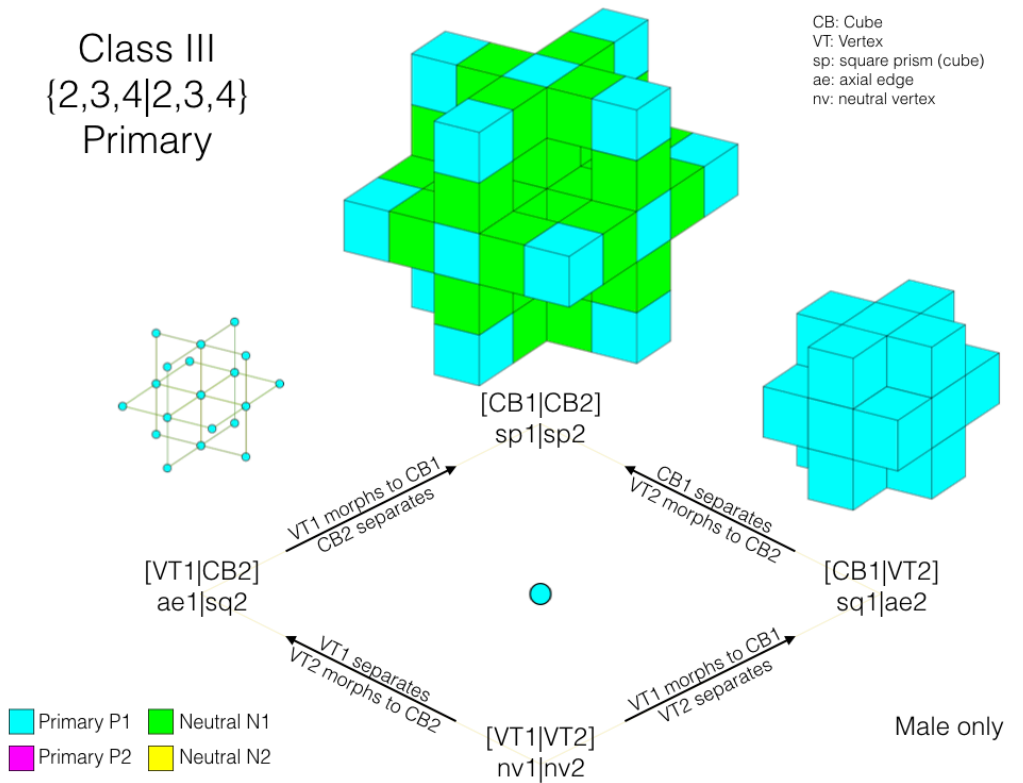 Class III
{2,3,4|2,3,4}
Primary
CB: Cube
VT: Vertex
sp: square prism (cube)
ae: axial edge
nv: neutral vertex
[CB1|CB2]
sp1|sp2
VT1 morphs to CB1
CB2 separates
CB1 separates
VT2 morphs to CB2
[VT1|CB2]
ae1|sq2
[CB1|VT2]
sq1|ae2
VT1 separates
VT2 morphs to CB2
VT1 morphs to CB1
VT2 separates
[VT1|VT2]
nv1|nv2
Primary P1
Neutral N1
Primary P2
Neutral N2
Male only